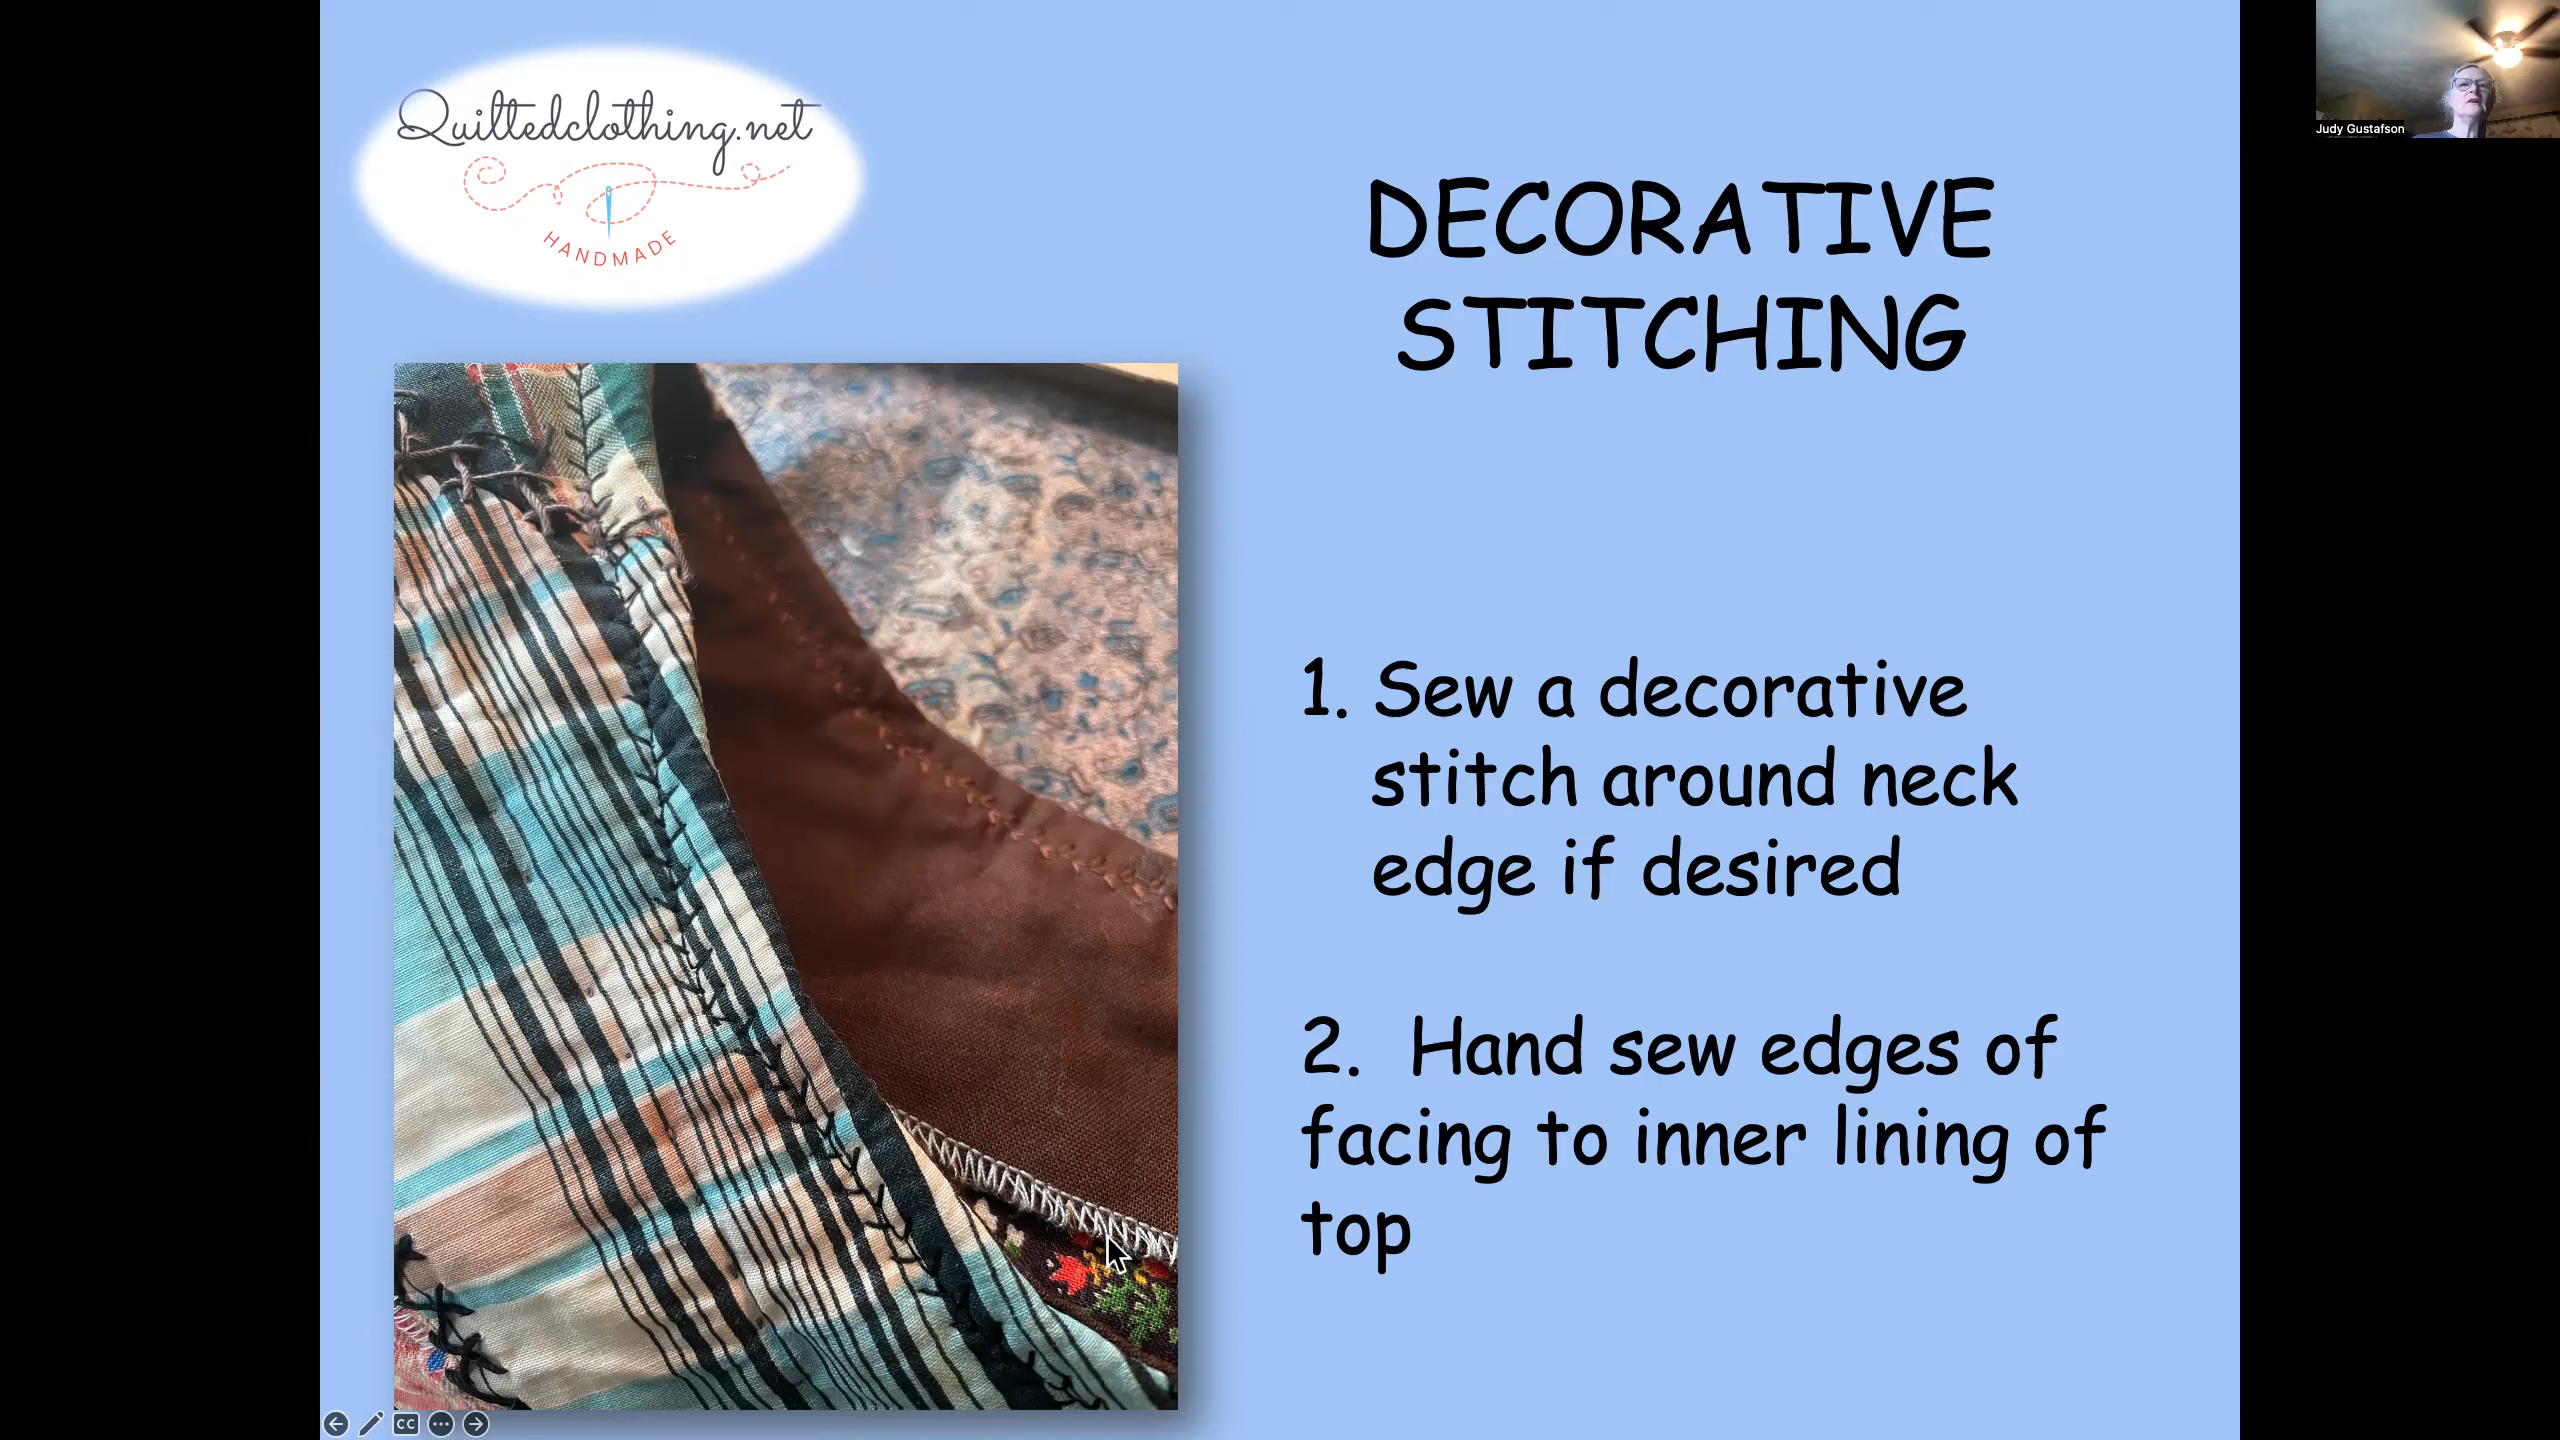 Quiltedclothing.net
HANDMADE
DECORATIVE
STITCHING
1. Sew a decorative
stitch around neck
edge if desired
2. Hand sew edges of
facing to inner lining of
top
Judy Gustafson
CC